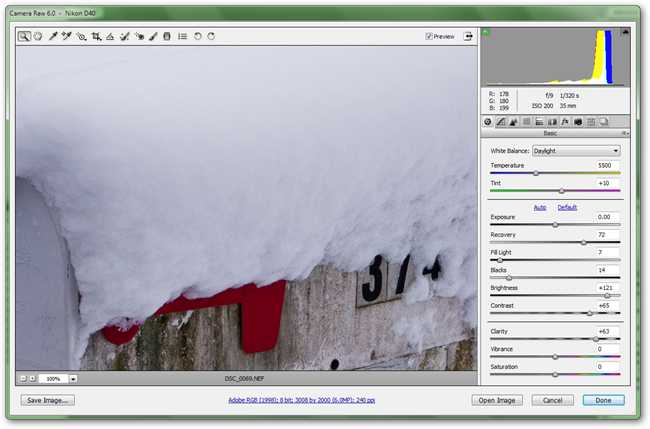 Camera Raw 6.0 - Nikon D40
Preview
R: 178
G: 180
B: 199
f/9 1/320 s
ISO 200 35 mm
fx
Basic
White Balance: Daylight
Temperature 5500
Tint +10
Auto Default
Exposure 0.00
Recovery 72
Fill Light 7
Blacks 14
Brightness +121
Contrast +65
Clarity +63
Vibrance 0
Saturation 0
374
100%
DSC_0069.NEF
Save Image...
Adobe RGB (1998); 8 bit; 3008 by 2000 (6.0MP); 240 ppi
Open Image
Cancel
Done